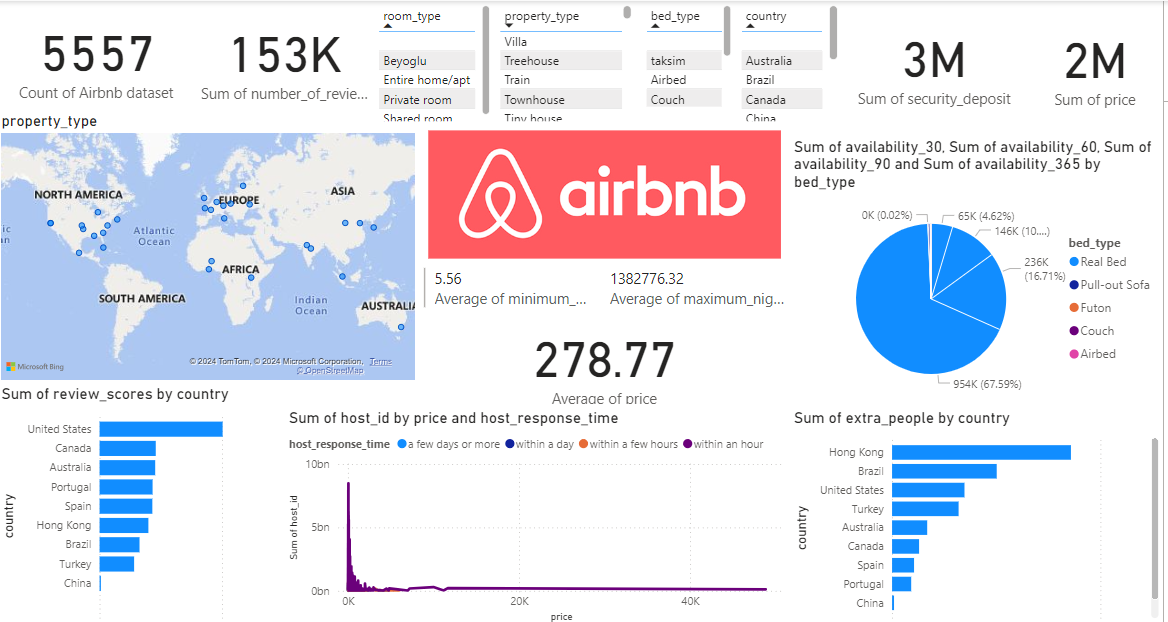 5557
Count of Airbnb dataset
153K
Sum of number_of_revie...
room_type
Beyoglu
Entire home/apt
Private room
Shared room
property_type
Villa
Treehouse
Train
Townhouse
Tiny house
bed_type
taksim
Airbed
Couch
country
Australia
Brazil
Canada
China
3M
Sum of security_deposit
2M
Sum of price
property_type
NORTH AMERICA
EUROPE
ASIA
Atlantic
Ocean
AFRICA
SOUTH AMERICA
Indian
Ocean
AUSTRALIA
ic
an
Microsoft Bing
© 2024 TomTom, © 2024 Microsoft Corporation, Terms
© OpenStreetMap
airbnb
5.56
Average of minimum_...
1382776.32
Average of maximum_nig...
278.77
Average of price
Sum of availability_30, Sum of availability_60, Sum of
availability_90 and Sum of availability_365 by
bed_type
0K (0.02%)
65K (4.62%)
146K (10....)
236K
(16.71%)
954K (67.59%)
bed_type
Real Bed
Pull-out Sofa
Futon
Couch
Airbed
Sum of review_scores by country
country
United States
Canada
Australia
Portugal
Spain
Hong Kong
Brazil
Turkey
China
Sum of host_id by price and host_response_time
host_response_time a few days or more within a day within a few hours within an hour
Sum of host_id
10bn
5bn
0bn
0K 20K 40K
price
Sum of extra_people by country
country
Hong Kong
Brazil
United States
Turkey
Australia
Canada
Spain
Portugal
China